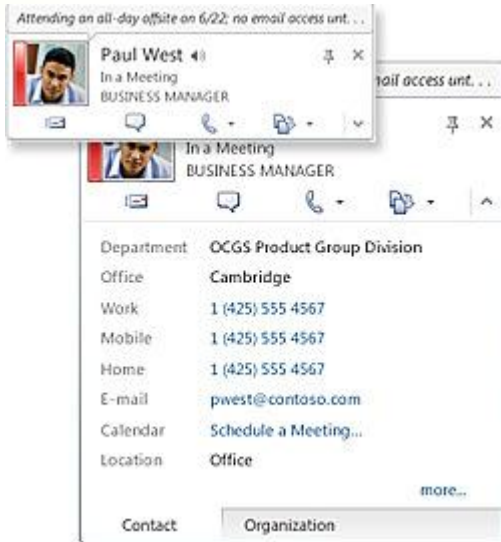 Attending an all-day offsite on 6/22; no email access unt. . .
Paul West
In a Meeting
BUSINESS MANAGER
email access unt. . .
In a Meeting
BUSINESS MANAGER
Department OCGS Product Group Division
Office Cambridge
Work 1 (425) 555 4567
Mobile 1 (425) 555 4567
Home 1 (425) 555 4567
E-mail pwest@contoso.com
Calendar Schedule a Meeting...
Location Office
more...
Contact Organization